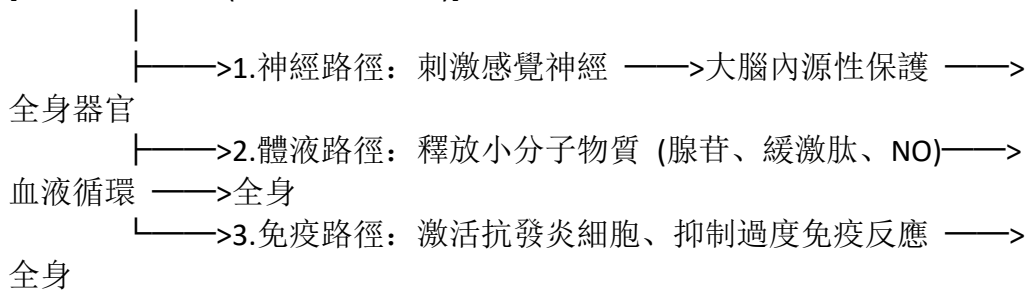 ├──>1.神經路徑：刺激感覺神經 ──>大腦內源性保護 ──>
全身器官
├──>2.體液路徑：釋放小分子物質 (腺苷、緩激肽、NO)──>
血液循環 ──>全身
└──>3.免疫路徑：激活抗發炎細胞、抑制過度免疫反應 ──>
全身